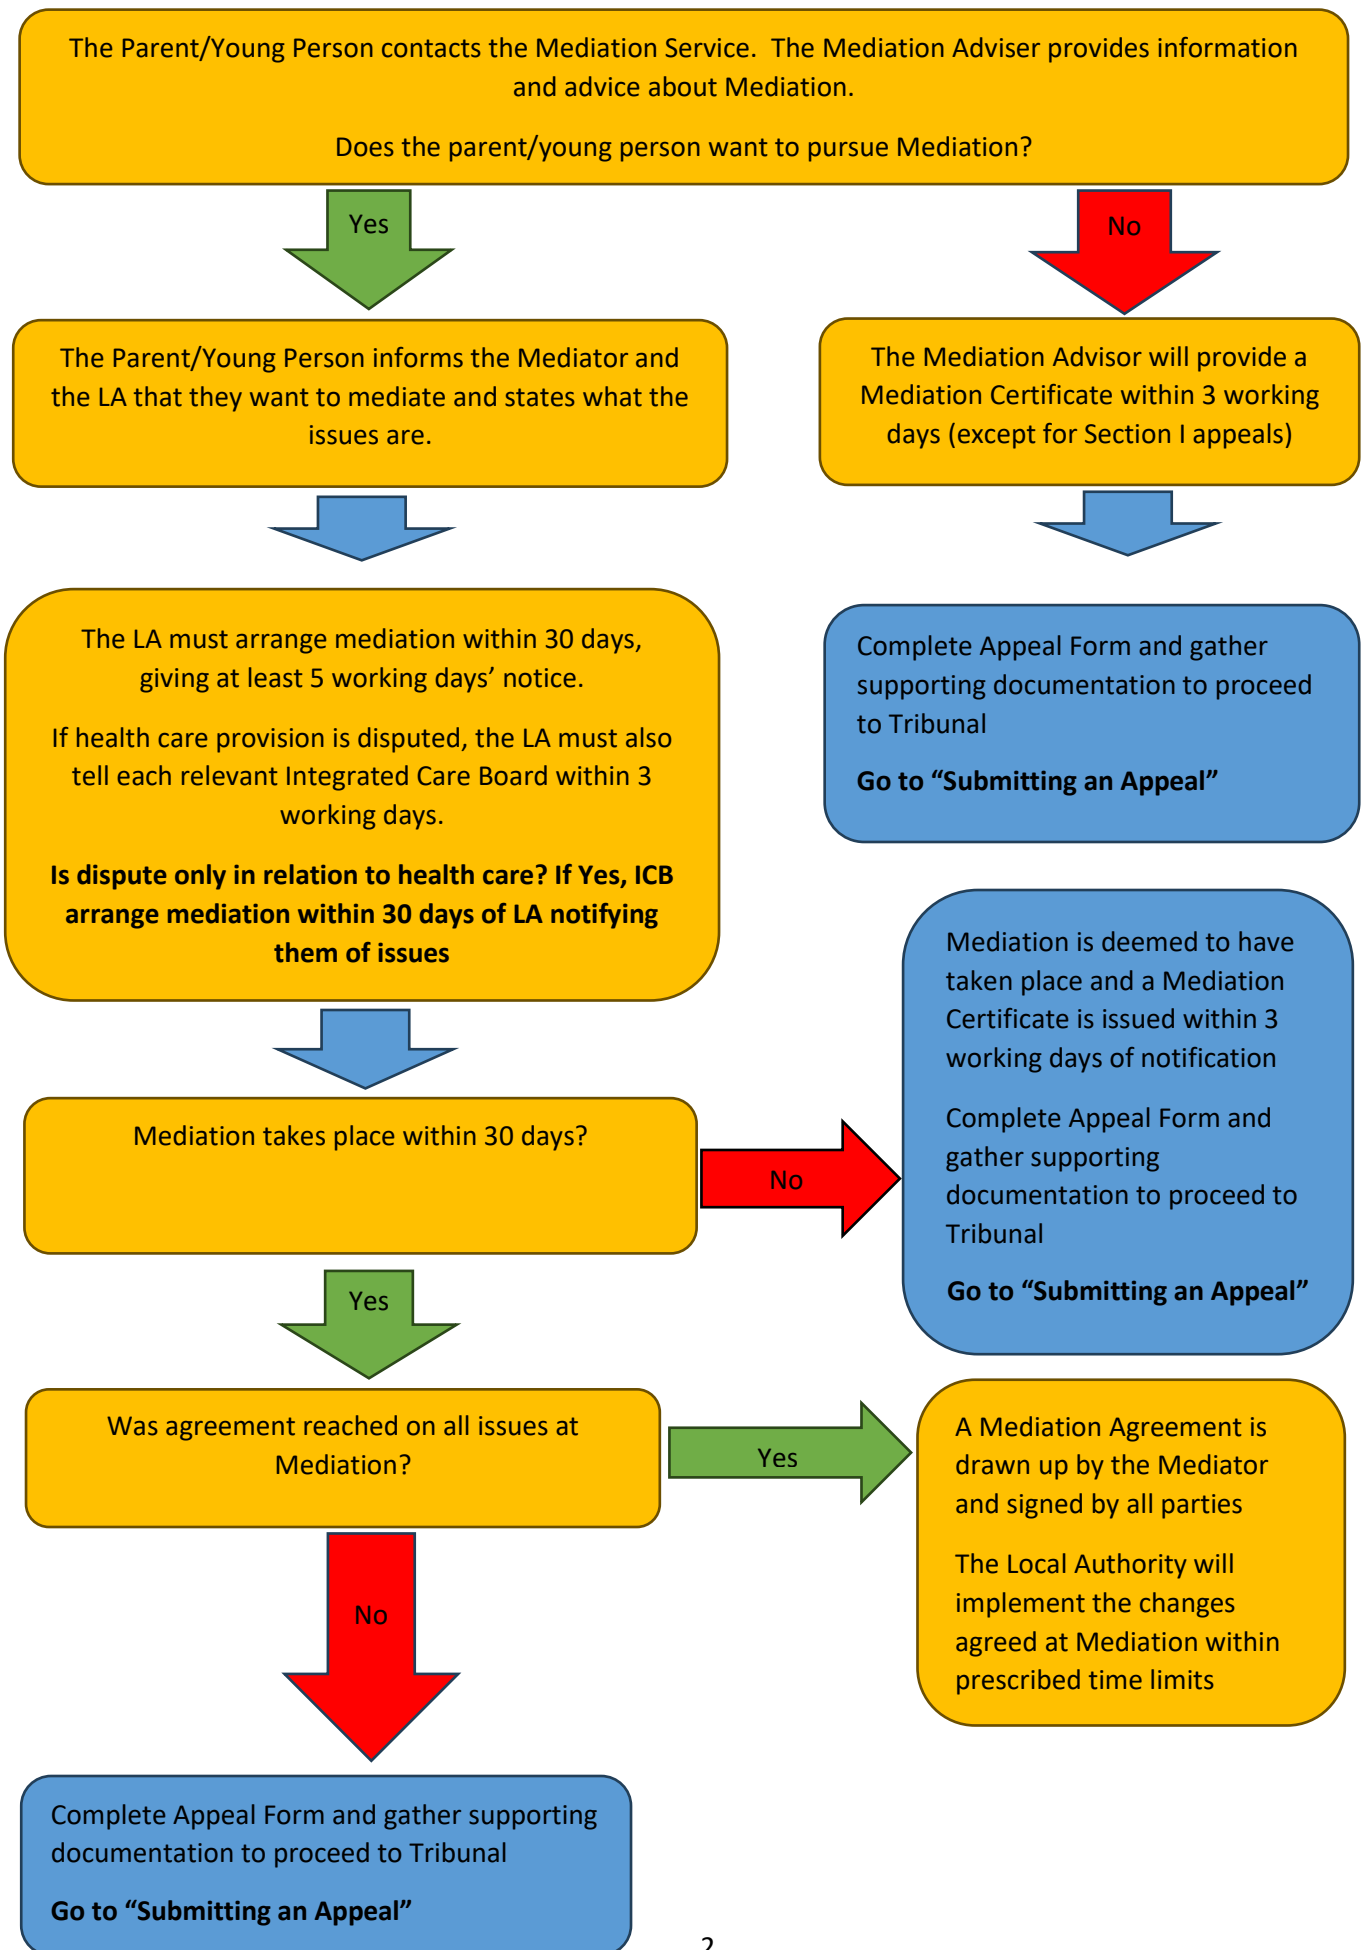 The Parent/Young Person contacts the Mediation Service.  The Mediation Adviser provides information
and advice about Mediation.
Does the parent/young person want to pursue Mediation?
Yes
No
The Parent/Young Person informs the Mediator and
the LA that they want to mediate and states what the
issues are.
The Mediation Advisor will provide a
Mediation Certificate within 3 working
days (except for Section I appeals)
The LA must arrange mediation within 30 days,
giving at least 5 working days’ notice.
If health care provision is disputed, the LA must also
tell each relevant Integrated Care Board within 3
working days.
Is dispute only in relation to health care? If Yes, ICB
arrange mediation within 30 days of LA notifying
them of issues
Complete Appeal Form and gather
supporting documentation to proceed
to Tribunal
Go to “Submitting an Appeal”
Mediation takes place within 30 days?
No
Mediation is deemed to have
taken place and a Mediation
Certificate is issued within 3
working days of notification
Complete Appeal Form and
gather supporting
documentation to proceed to
Tribunal
Go to “Submitting an Appeal”
Yes
Was agreement reached on all issues at
Mediation?
Yes
A Mediation Agreement is
drawn up by the Mediator
and signed by all parties
The Local Authority will
implement the changes
agreed at Mediation within
prescribed time limits
No
Complete Appeal Form and gather supporting
documentation to proceed to Tribunal
Go to “Submitting an Appeal”
2